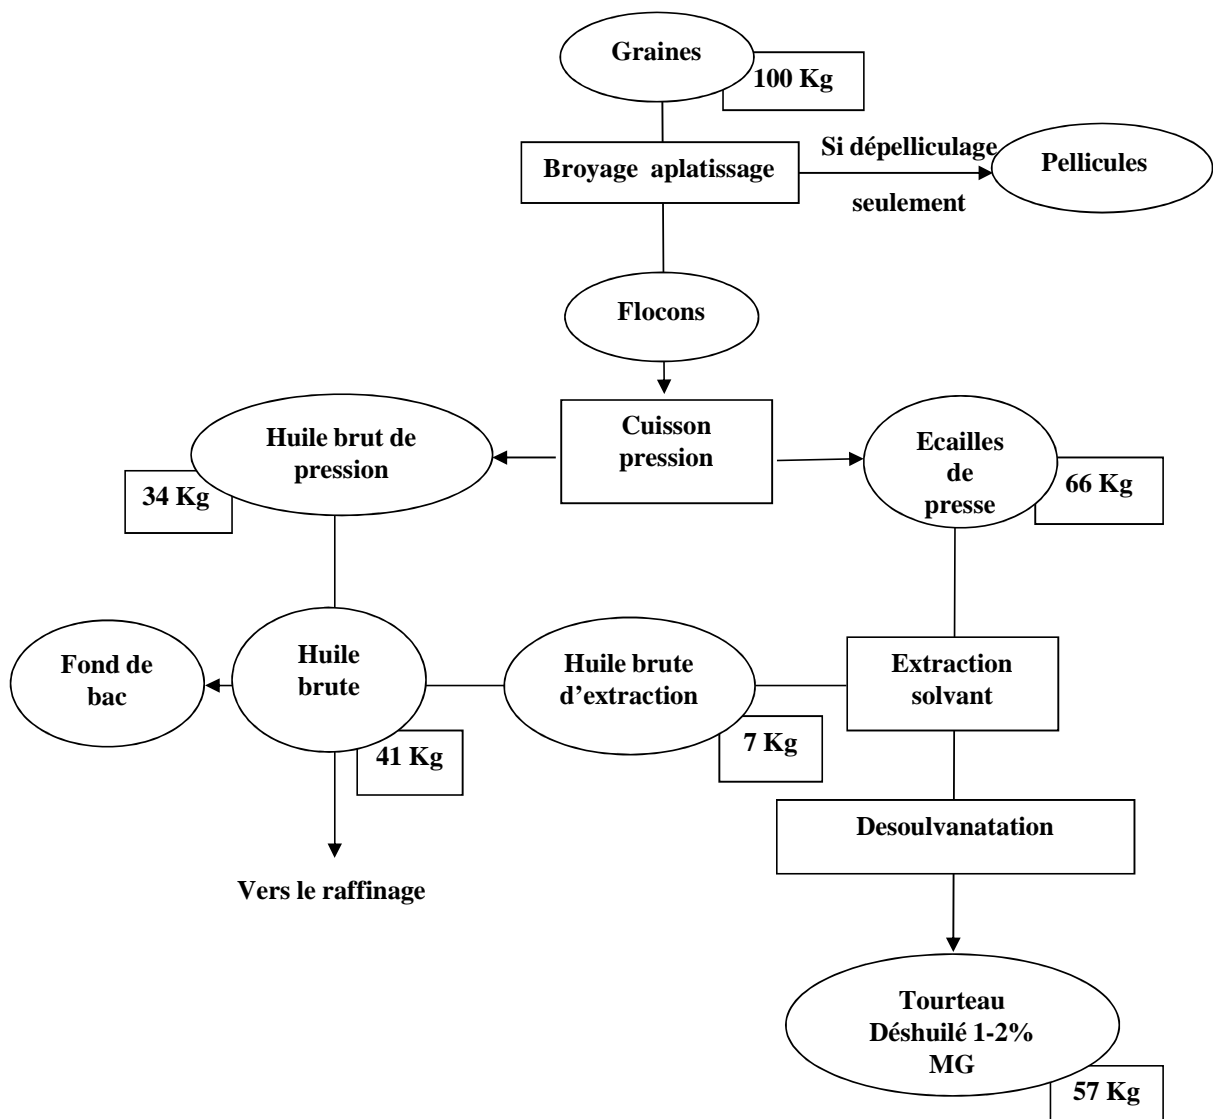 Graines
100 Kg
Si dépelliculage
Broyage aplatissage
Pellicules
seulement
Flocons
Huile brut de
pression
34 Kg
Cuisson
pression
Ecailles
de
presse
66 Kg
Fond de
bac
Huile
brute
41 Kg
Huile brute
d'extraction
7 Kg
Extraction
solvant
Desoulvanatation
Vers le raffinage
Tourteau
Déshuilé 1-2%
MG
57 Kg